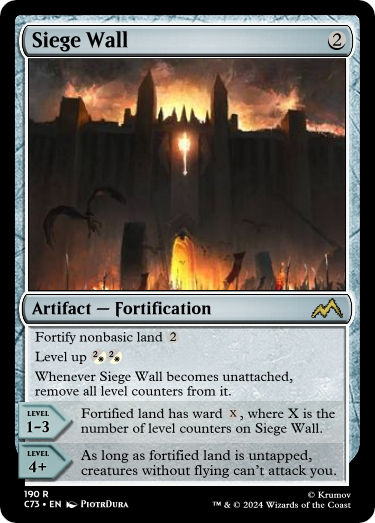 Siege Wall 2
Artifact — Fortification
Fortify nonbasic land 2
Level up 2 2
Whenever Siege Wall becomes unattached,
remove all level counters from it.
LEVEL
1-3
Fortified land has ward X, where X is the
number of level counters on Siege Wall.
LEVEL
4+
As long as fortified land is untapped,
creatures without flying can't attack you.
190 R
© Krumov
C73 • EN PiotrDura
™ & © 2024 Wizards of the Coast